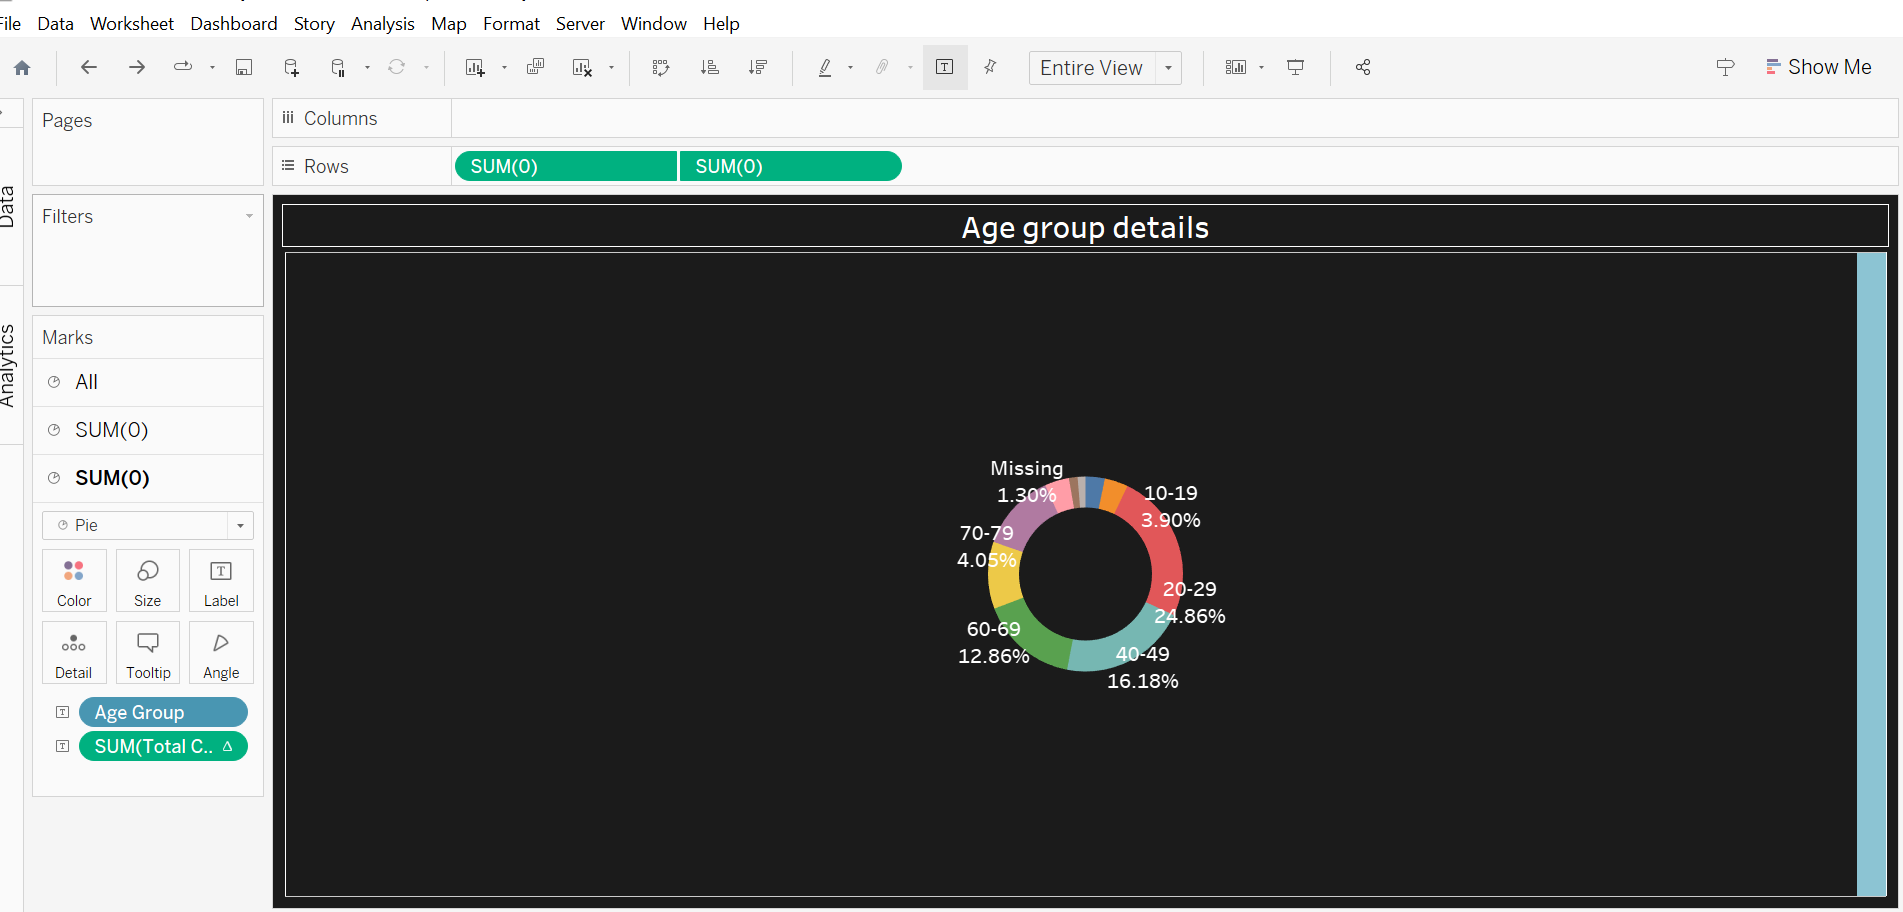 File Data Worksheet Dashboard Story Analysis Map Format Server Window Help
Entire View
Show Me
Data
Analytics
Pages
Filters
Marks
All
SUM(0)
SUM(0)
Pie
Color Size Label
Detail Tooltip Angle
Age Group
SUM(Total C.. Δ
Columns
Rows SUM(0) SUM(0)
Age group details
Missing
1.30%
10-19
3.90%
70-79
4.05%
20-29
24.86%
60-69
12.86%
40-49
16.18%